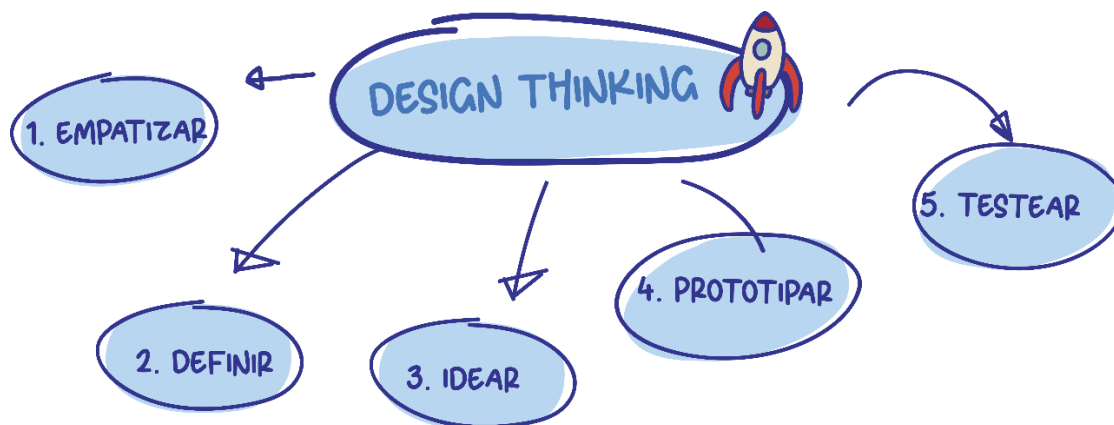 DESIGN THINKING
1. EMPATIZAR
2. DEFINIR
3. IDEAR
4. PROTOTIPAR
5. TESTEAR